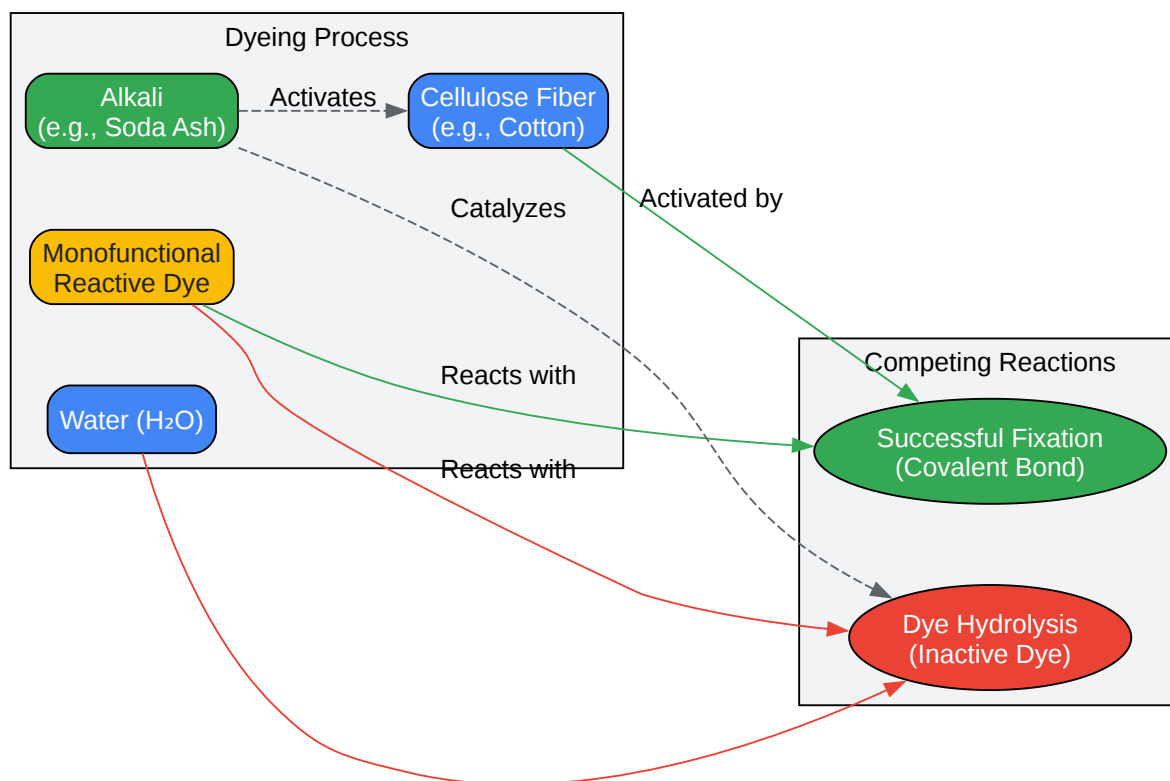 Dyeing Process
Alkali
(e.g., Soda Ash)
Activates
Cellulose Fiber
(e.g., Cotton)
Activated by
Catalyzes
Monofunctional
Reactive Dye
Reacts with
Water (H₂O)
Reacts with
Competing Reactions
Successful Fixation
(Covalent Bond)
Dye Hydrolysis
(Inactive Dye)